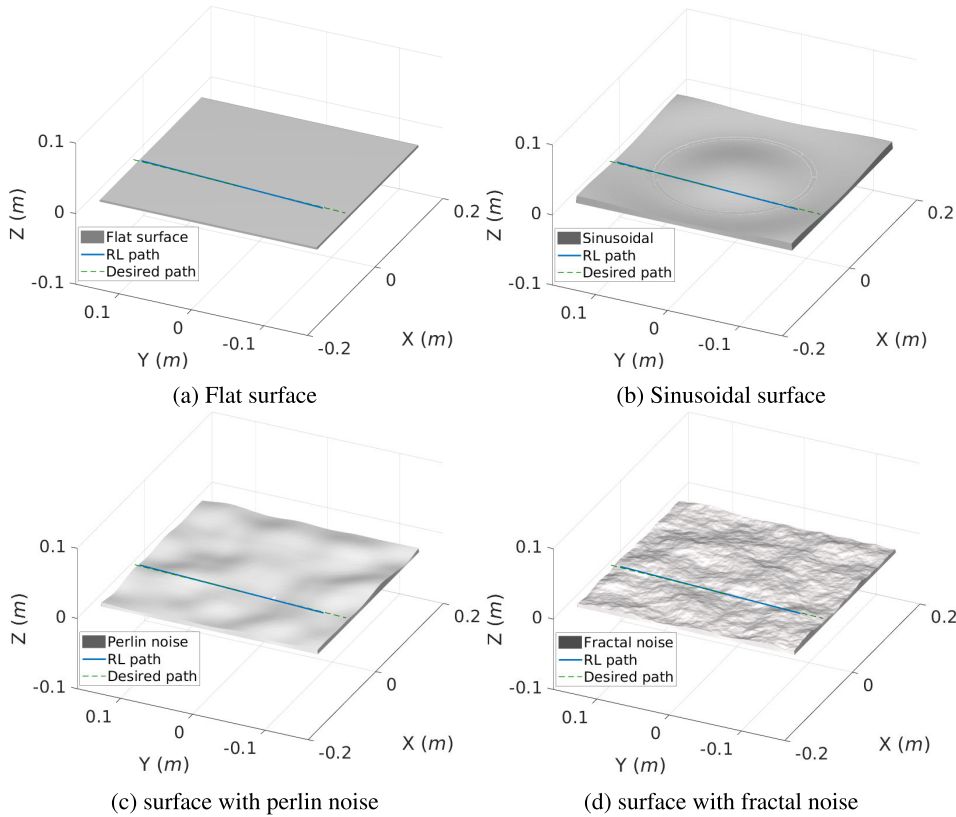 0.1
0
-0.1
Z (m)
Flat surface
RL path
Desired path
0.1
0
-0.1
Y (m)
-0.2
0
0.2
X (m)
(a) Flat surface
0.1
0
-0.1
Z (m)
Sinusoidal
RL path
Desired path
0.1
0
-0.1
Y (m)
-0.2
0
0.2
X (m)
(b) Sinusoidal surface
0.1
0
-0.1
Z (m)
Perlin noise
RL path
Desired path
0.1
0
-0.1
Y (m)
-0.2
0
0.2
X (m)
(c) surface with perlin noise
0.1
0
-0.1
Z (m)
Fractal noise
RL path
Desired path
0.1
0
-0.1
Y (m)
-0.2
0
0.2
X (m)
(d) surface with fractal noise